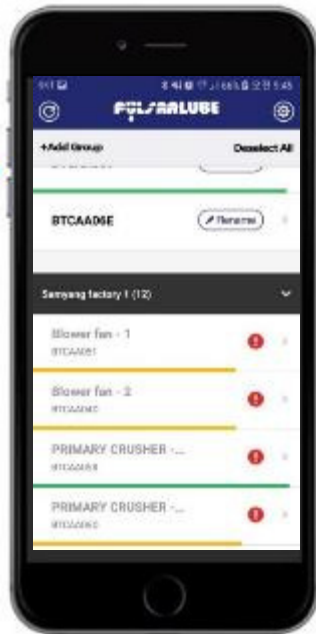 PULSARLUBE
+Add Group
Deselect All
BTCAA06E
Rename
Samyang factory 1 (12)
Blower fan - 1
Blower fan - 2
PRIMARY CRUSHER -...
PRIMARY CRUSHER -...